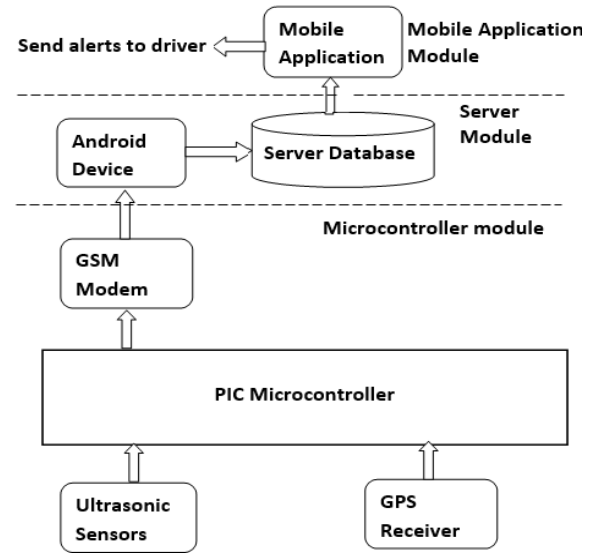 Send alerts to driver
Mobile
Application
Mobile Application
Module
Server
Module
Android
Device
Server Database
Microcontroller module
GSM
Modem
PIC Microcontroller
Ultrasonic
Sensors
GPS
Receiver